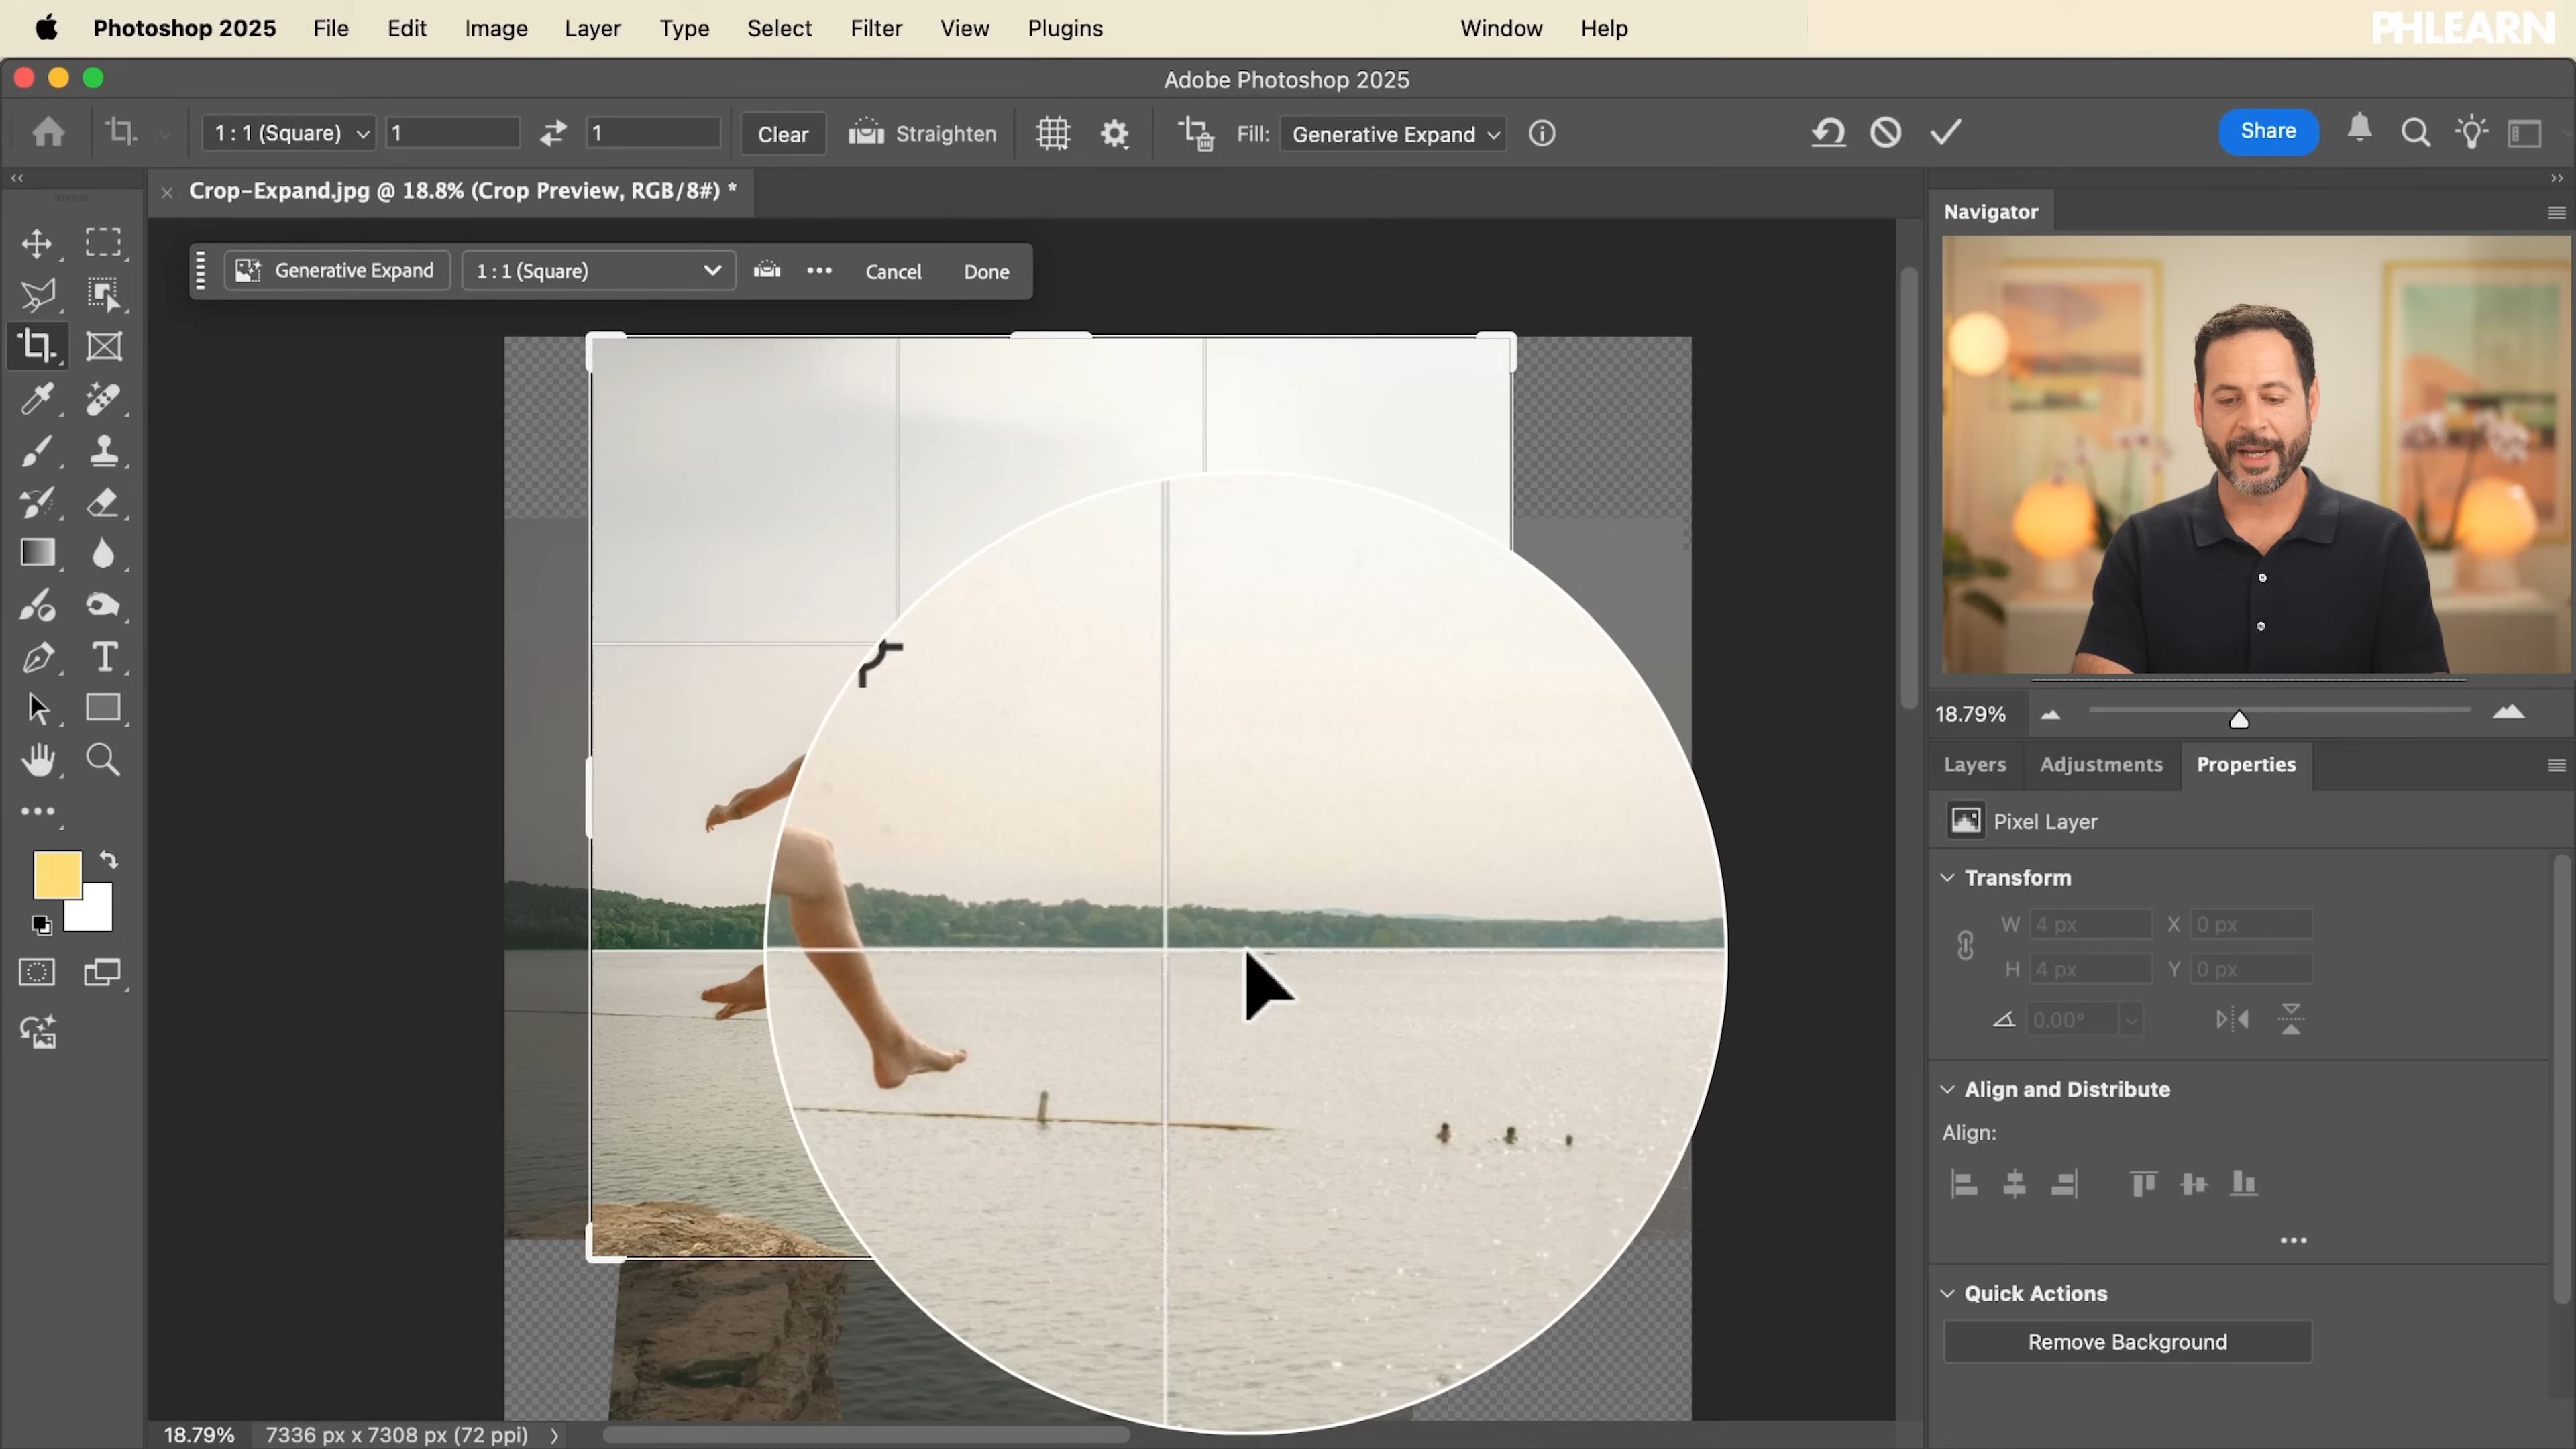 Photoshop 2025 File Edit Image Layer Type Select Filter View Plugins Window Help
PHLEARN
Adobe Photoshop 2025
1 : 1 (Square) 1 1 Clear Straighten Fill: Generative Expand Share
Crop-Expand.jpg @ 18.8% (Crop Preview, RGB/8#) *
Generative Expand 1 : 1 (Square) Cancel Done
Navigator
18.79%
Layers Adjustments Properties
Pixel Layer
Transform
W 4 px X 0 px
H 4 px Y 0 px
0.00°
Align and Distribute
Align:
Quick Actions
Remove Background
18.79% 7336 px x 7308 px (72 ppi)